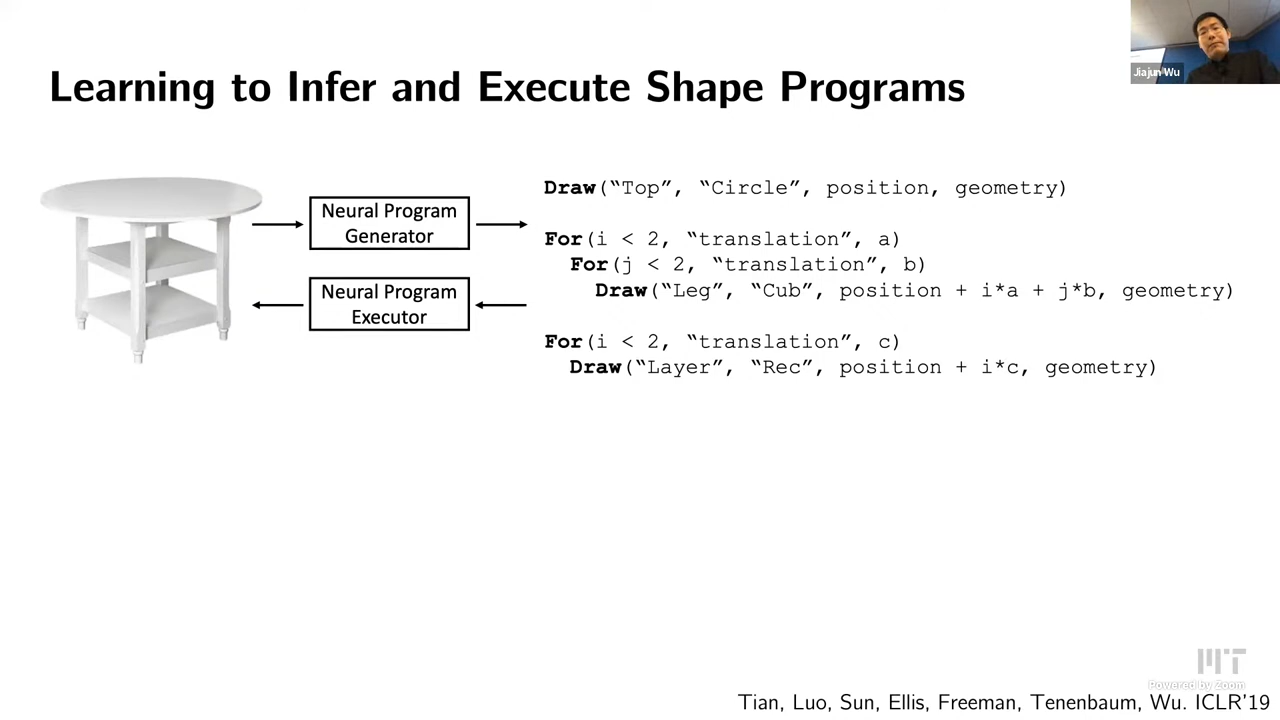 Jiajun Wu
Learning to Infer and Execute Shape Programs
Neural Program
Generator
Neural Program
Executor
Draw(“Top”, “Circle”, position, geometry)
For(i < 2, “translation”, a)
For(j < 2, “translation”, b)
Draw(“Leg”, “Cub”, position + i*a + j*b, geometry)
For(i < 2, “translation”, c)
Draw(“Layer”, “Rec”, position + i*c, geometry)
MIT
Powered by Zoom
Tian, Luo, Sun, Ellis, Freeman, Tenenbaum, Wu. ICLR’19